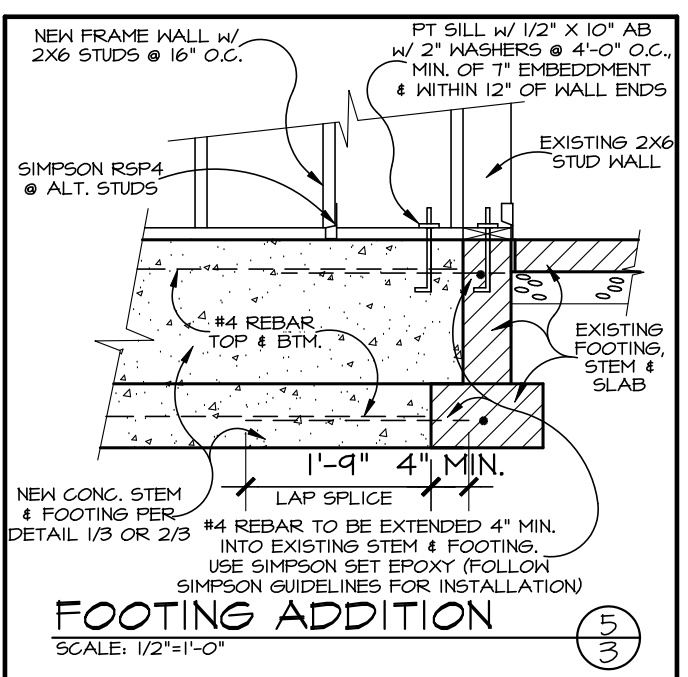 NEW FRAME WALL W/
2X6 STUDS @ 16" O.C.
PT SILL W/ 1/2" X 10" AB
W/ 2" WASHERS @ 4'-0" O.C.,
MIN. OF 7" EMBEDDMENT
& WITHIN 12" OF WALL ENDS
EXISTING 2X6
STUD WALL
SIMPSON RSP4
@ ALT. STUDS
#4 REBAR
TOP & BTM.
EXISTING
FOOTING,
STEM &
SLAB
1'-9" 4" MIN.
LAP SPLICE
NEW CONC. STEM
& FOOTING PER
DETAIL 1/3 OR 2/3
#4 REBAR TO BE EXTENDED 4" MIN.
INTO EXISTING STEM & FOOTING.
USE SIMPSON SET EPOXY (FOLLOW
SIMPSON GUIDELINES FOR INSTALLATION)
FOOTING ADDITION
SCALE: 1/2"=1'-0"
5
3